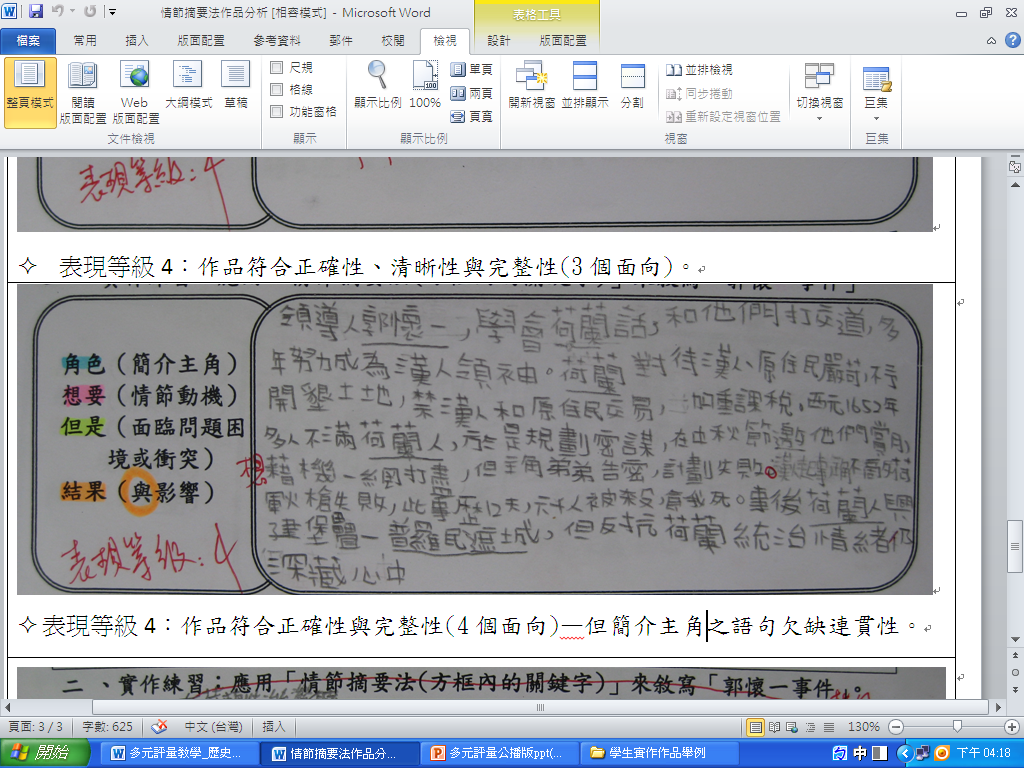 情節摘要法作品分析 [相容模式] - Microsoft Word
表格工具
檔案 常用 插入 版面配置 參考資料 郵件 校閱 檢視 設計 版面配置
整頁模式 閱讀版面配置 Web 版面配置 大綱模式 草稿
尺規
格線
功能窗格
顯示比例 100% 單頁 兩頁 頁寬
開新視窗 並排顯示 分割
並排檢視
同步捲動
重新設定視窗位置
切換視窗 巨集
文件檢視 顯示 顯示比例 視窗 巨集
表現等級:4
✧ 表現等級 4：作品符合正確性、清晰性與完整性(3 個面向)。
角色（簡介主角）
想要（情節動機）
但是（面臨問題困
境或衝突）
結果（與影響）
表現等級:4
領導人郭懷一，學會荷蘭話，和他們打交道，多
年努力成為漢人領袖。荷蘭對待漢人、原住民嚴苛，不可
開墾土地，禁漢人和原住民交易，加重課稅，西元1652年
多人不滿荷蘭人，於是規劃密謀，在中秋節邀他們賞月，
藉機一網打盡，但主角弟弟告密，計劃失敗。
想
軍火槍失敗，此事歷12天，
事後荷蘭人興
建堡壘—普羅民遮城，但反抗荷蘭統治情緒仍
深藏心中
✧表現等級 4：作品符合正確性與完整性(4 個面向)—但簡介主角之語句欠缺連貫性。
二 、實作練習：應用「情節摘要法(方框內的關鍵字)」來敘寫「郭懷一事件」。
頁面: 3 / 3 字數: 625 中文 (台灣) 插入 130%
開始 多元評量教學_歷史... 情節摘要法作品分... 多元評量公播版ppt(... 學生實作作品舉例 中 下午 04:18